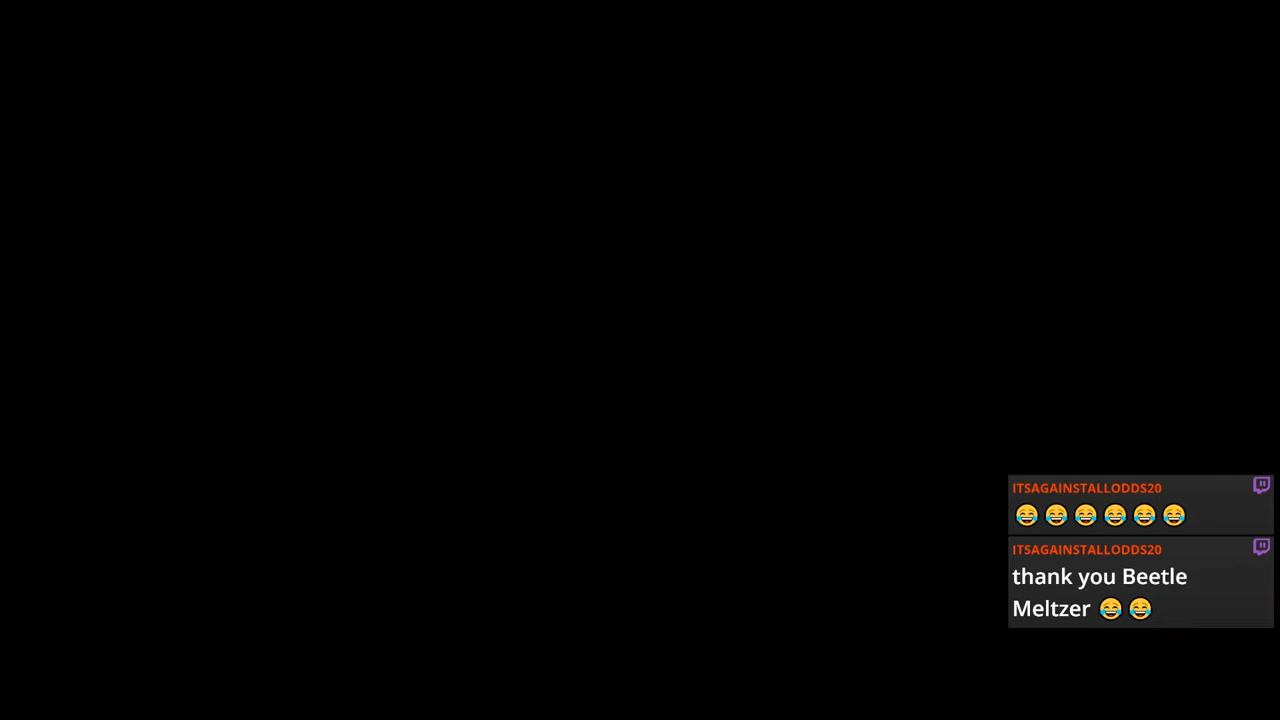 ITSAGAINSTALLODDS20
😂😂😂😂😂😂
ITSAGAINSTALLODDS20
thank you Beetle
Meltzer 😂😂